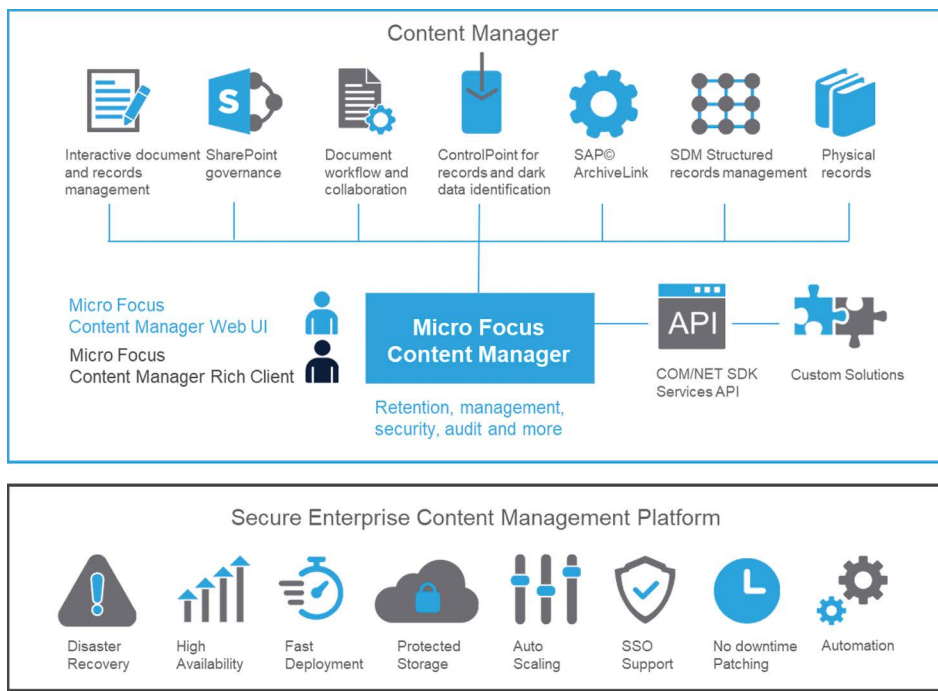 Content Manager
S
Interactive document
and records
management
SharePoint
governance
Document
workflow and
collaboration
ControlPoint for
records and dark
data identification
SAP©
ArchiveLink
SDM Structured
records management
Physical
records
Micro Focus
Content Manager Web UI
Micro Focus
Content Manager Rich Client
Micro Focus
Content Manager
Retention, management,
security, audit and more
API
COM/NET SDK
Services API
Custom Solutions
Secure Enterprise Content Management Platform
Disaster
Recovery
High
Availability
Fast
Deployment
Protected
Storage
Auto
Scaling
SSO
Support
No downtime
Patching
Automation